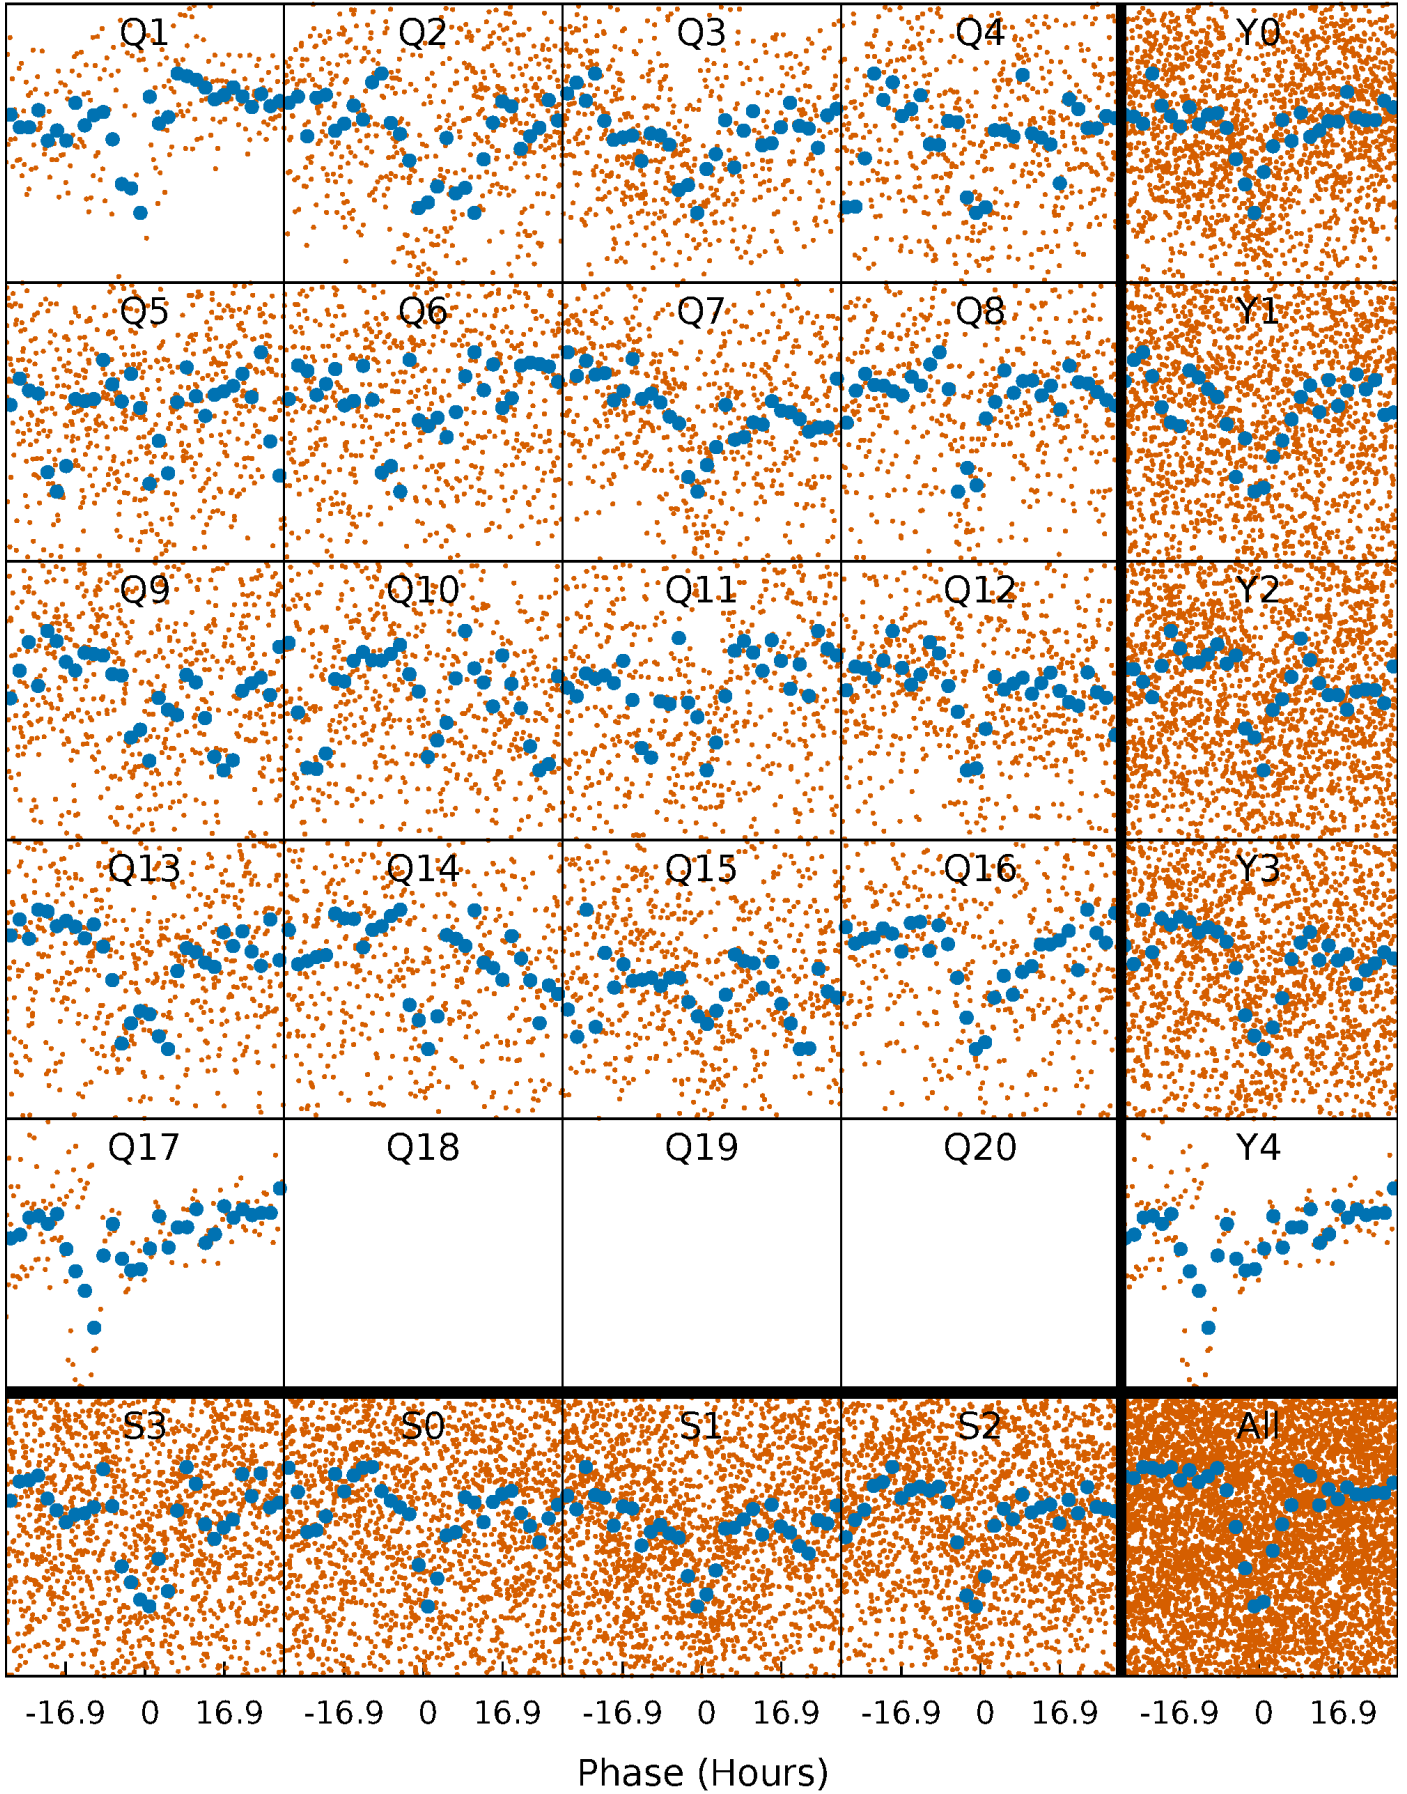 Q1 Q2 Q3 Q4 Y0
Q5 Q6 Q7 Q8 Y1
Q9 Q10 Q11 Q12 Y2
Q13 Q14 Q15 Q16 Y3
Q17 Q18 Q19 Q20 Y4
S3 S0 S1 S2 All
-16.9 0 16.9 -16.9 0 16.9 -16.9 0 16.9 -16.9 0 16.9 -16.9 0 16.9
Phase (Hours)